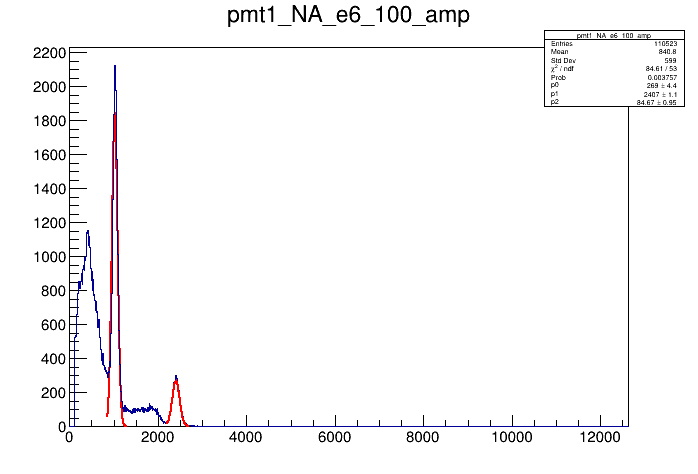 pmt1_NA_e6_100_amp
pmt1_NA_e6_100_amp
Entries 110523
Mean 840.8
Std Dev 599
χ² / ndf 84.61 / 53
Prob 0.003757
p0 269 ± 4.4
p1 2407 ± 1.1
p2 84.67 ± 0.95
2200
2000
1800
1600
1400
1200
1000
800
600
400
200
0
0 2000 4000 6000 8000 10000 12000